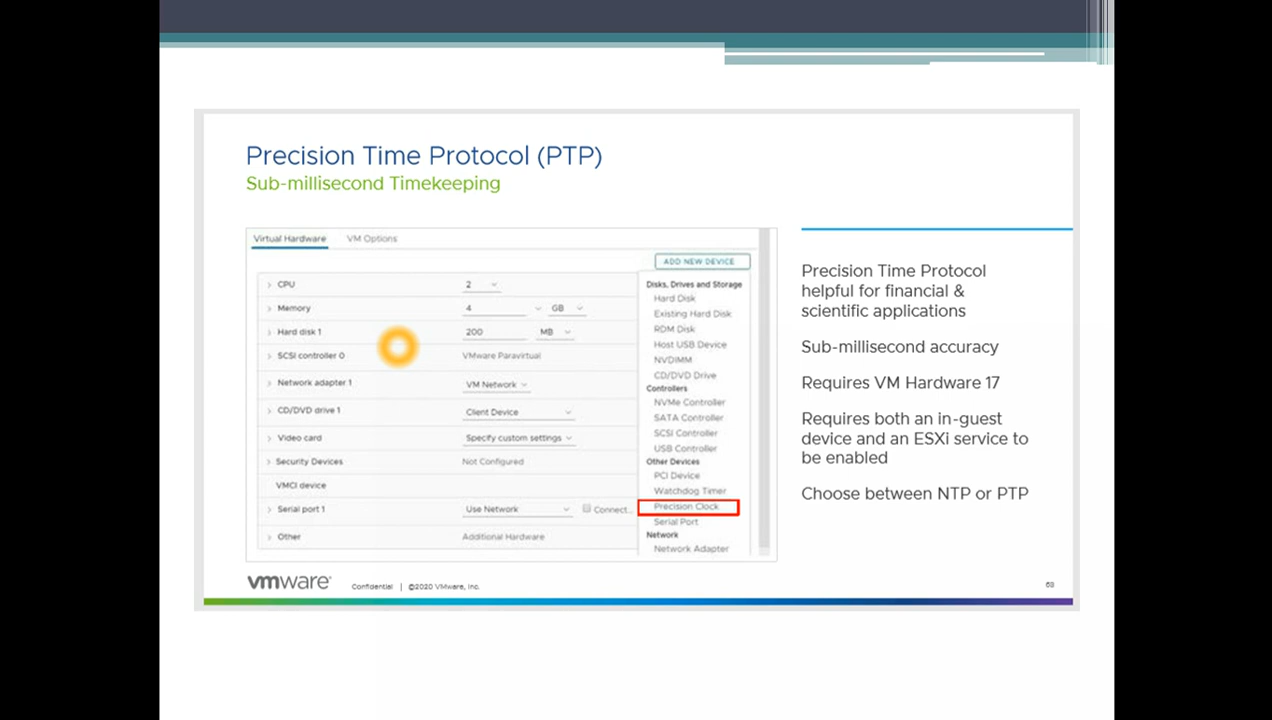 Precision Time Protocol (PTP)
Sub-millisecond Timekeeping
Virtual Hardware VM Options
ADD NEW DEVICE
CPU 2
Memory 4 GB
Hard disk 1 200 MB
SCSI controller 0 VMware Paravirtual
Network adapter 1 VM Network
CD/DVD drive 1 Client Device
Video card Specify custom settings
Security Devices Not Configured
VMCI device
Serial port 1 Use Network Connect...
Other Additional Hardware
Disks, Drives and Storage
Hard Disk
Existing Hard Disk
RDM Disk
Host USB Device
NVDIMM
CD/DVD Drive
Controllers
NVMe Controller
SATA Controller
SCSI Controller
USB Controller
Other Devices
PCI Device
Watchdog Timer
Precision Clock
Serial Port
Network
Network Adapter
Precision Time Protocol
helpful for financial &
scientific applications
Sub-millisecond accuracy
Requires VM Hardware 17
Requires both an in-guest
device and an ESXi service to
be enabled
Choose between NTP or PTP
vmware® Confidential | ©2020 VMware, Inc. 63